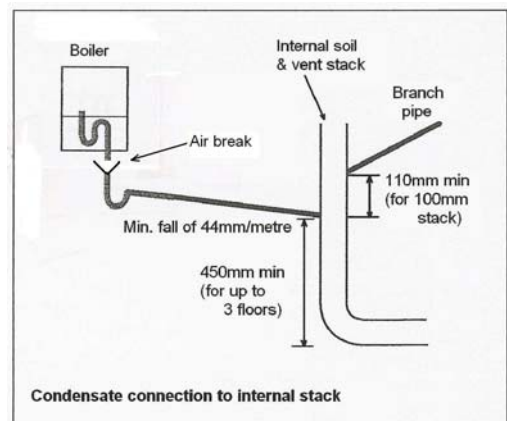 Boiler
Internal soil
& vent stack
Branch
pipe
Air break
110mm min
(for 100mm
stack)
Min. fall of 44mm/metre
450mm min
(for up to
3 floors)
Condensate connection to internal stack